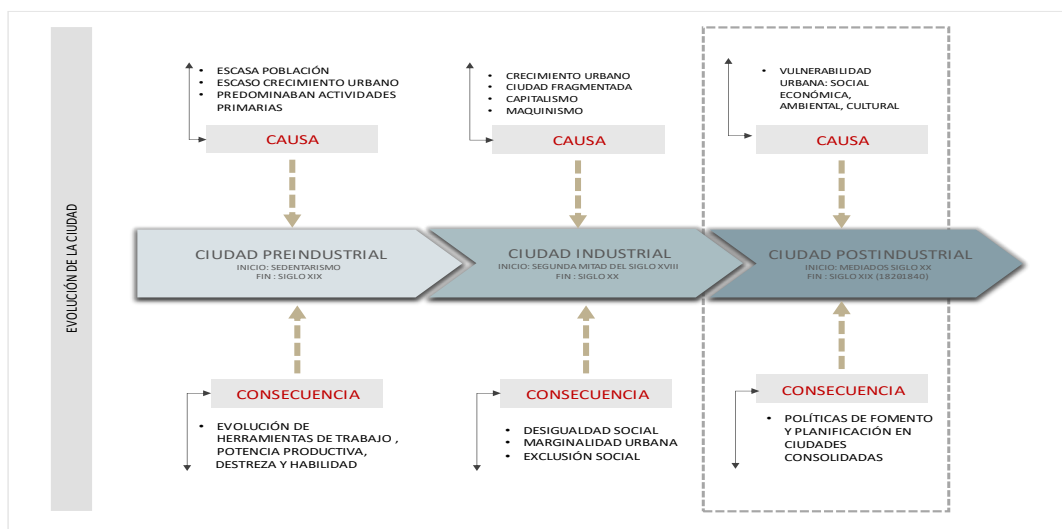 EVOLUCIÓN DE LA CIUDAD
• ESCASA POBLACIÓN
• ESCASO CRECIMIENTO URBANO
• PREDOMINABAN ACTIVIDADES
PRIMARIAS
CAUSA
• CRECIMIENTO URBANO
• CIUDAD FRAGMENTADA
• CAPITALISMO
• MAQUINISMO
CAUSA
• VULNERABILIDAD
URBANA: SOCIAL
ECONÓMICA,
AMBIENTAL, CULTURAL
CAUSA
CIUDAD PREINDUSTRIAL
INICIO: SEDENTARISMO
FIN : SIGLO XIX
CIUDAD INDUSTRIAL
INICIO: SEGUNDA MITAD DEL SIGLO XVIII
FIN : SIGLO XX
CIUDAD POSTINDUSTRIAL
INICIO: MEDIADOS SIGLO XX
FIN : SIGLO XIX (18201840)
CONSECUENCIA
• EVOLUCIÓN DE
HERRAMIENTAS DE TRABAJO ,
POTENCIA PRODUCTIVA,
DESTREZA Y HABILIDAD
CONSECUENCIA
• DESIGUALDAD SOCIAL
• MARGINALIDAD URBANA
• EXCLUSIÓN SOCIAL
CONSECUENCIA
• POLÍTICAS DE FOMENTO
Y PLANIFICACIÓN EN
CIUDADES
CONSOLIDADAS